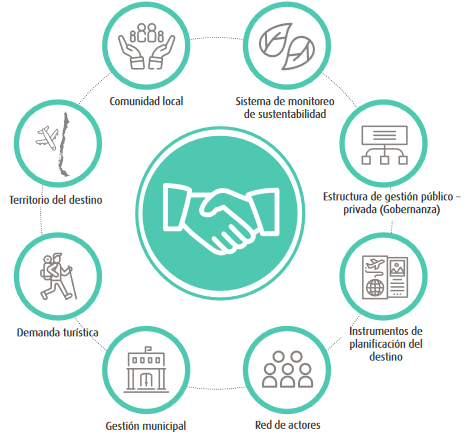 Comunidad local
Sistema de monitoreo
de sustentabilidad
Territorio del destino
Estructura de gestión público –
privada (Gobernanza)
Demanda turística
Instrumentos de
planificación del
destino
Gestión municipal
Red de actores